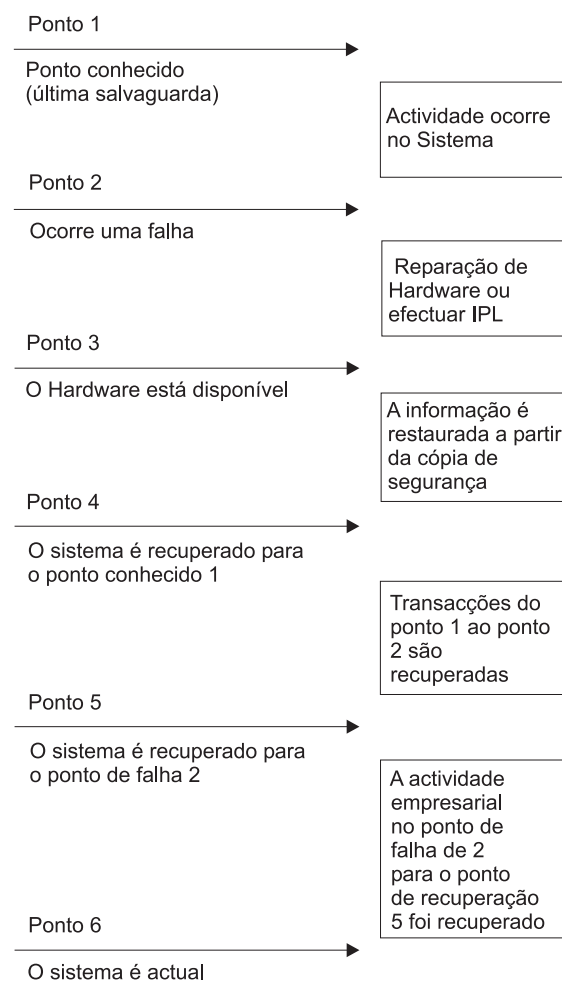 Ponto 1
Ponto conhecido
(última salvaguarda)
Actividade ocorre
no Sistema
Ponto 2
Ocorre uma falha
Reparação de
Hardware ou
efectuar IPL
Ponto 3
O Hardware está disponível
A informação é
restaurada a partir
da cópia de
segurança
Ponto 4
O sistema é recuperado para
o ponto conhecido 1
Transacções do
ponto 1 ao ponto
2 são
recuperadas
Ponto 5
O sistema é recuperado para
o ponto de falha 2
A actividade
empresarial
no ponto de
falha de 2
para o ponto
de recuperação
5 foi recuperado
Ponto 6
O sistema é actual